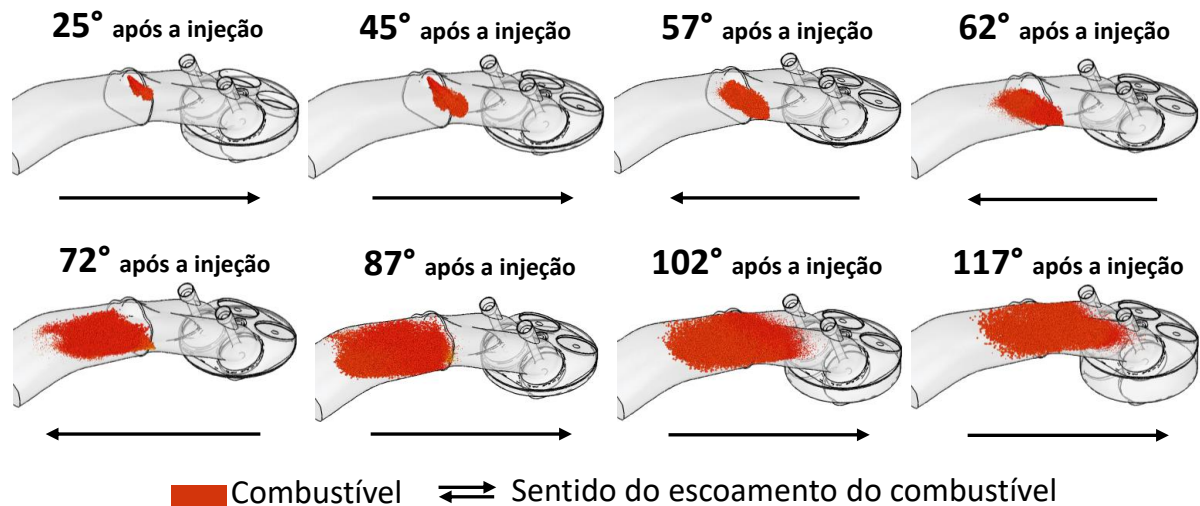 25° após a injeção
45° após a injeção
57° após a injeção
62° após a injeção
72° após a injeção
87° após a injeção
102° após a injeção
117° após a injeção
Combustível
Sentido do escoamento do combustível